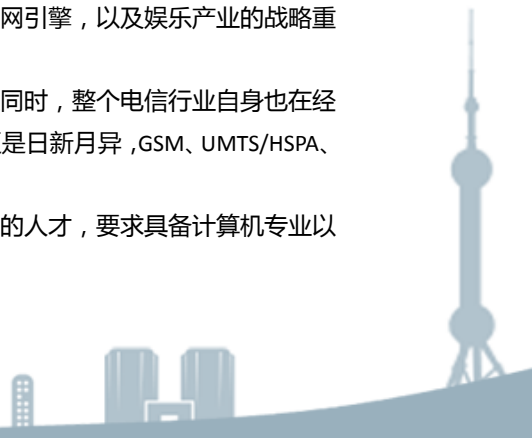 网引擎，以及娱乐产业的战略重
同时，整个电信行业自身也在经
是日新月异，GSM、UMTS/HSPA、
的人才，要求具备计算机专业以